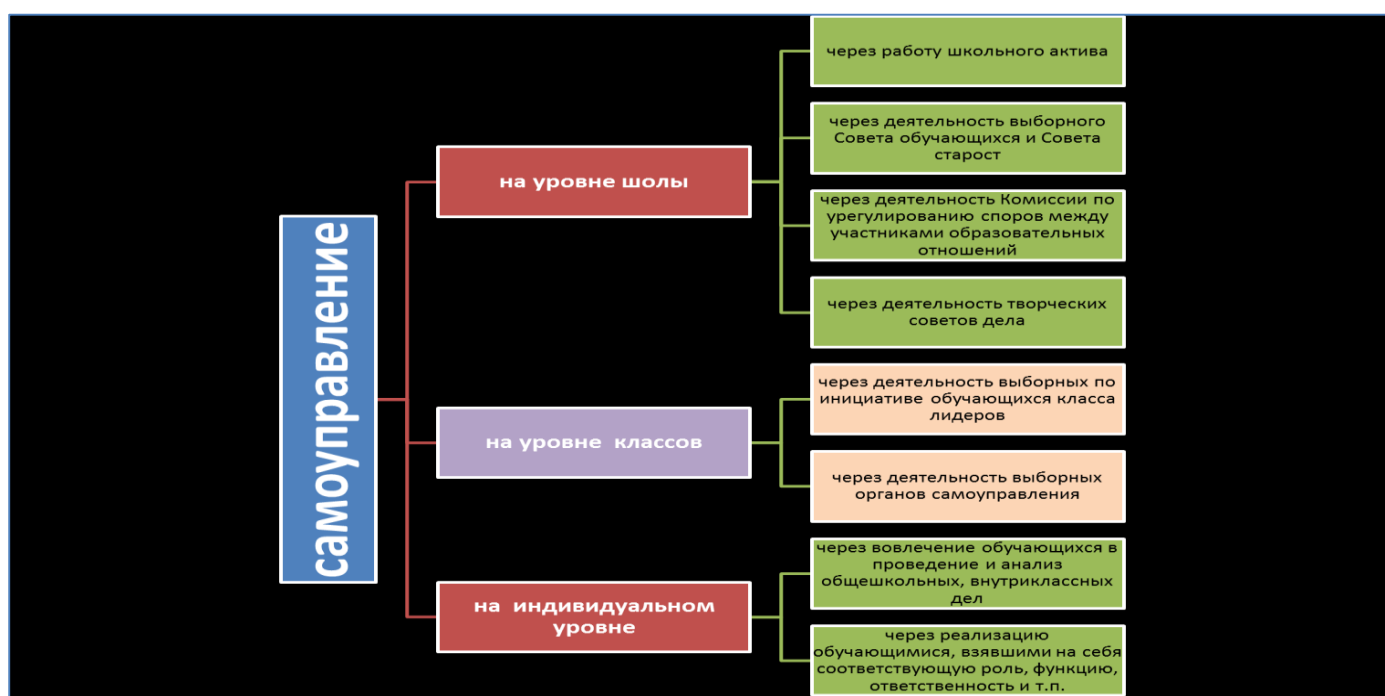 самоуправление
на уровне шолы
через работу школьного актива
через деятельность выборного
Совета обучающихся и Совета
старост
через деятельность Комиссии по
урегулированию споров между
участниками образовательных
отношений
через деятельность творческих
советов дела
на уровне классов
через деятельность выборных по
инициативе обучающихся класса
лидеров
через деятельность выборных
органов самоуправления
на индивидуальном
уровне
через вовлечение обучающихся в
проведение и анализ
общешкольных, внутриклассных
дел
через реализацию
обучающимися, взявшими на себя
соответствующую роль, функцию,
ответственность и т.п.